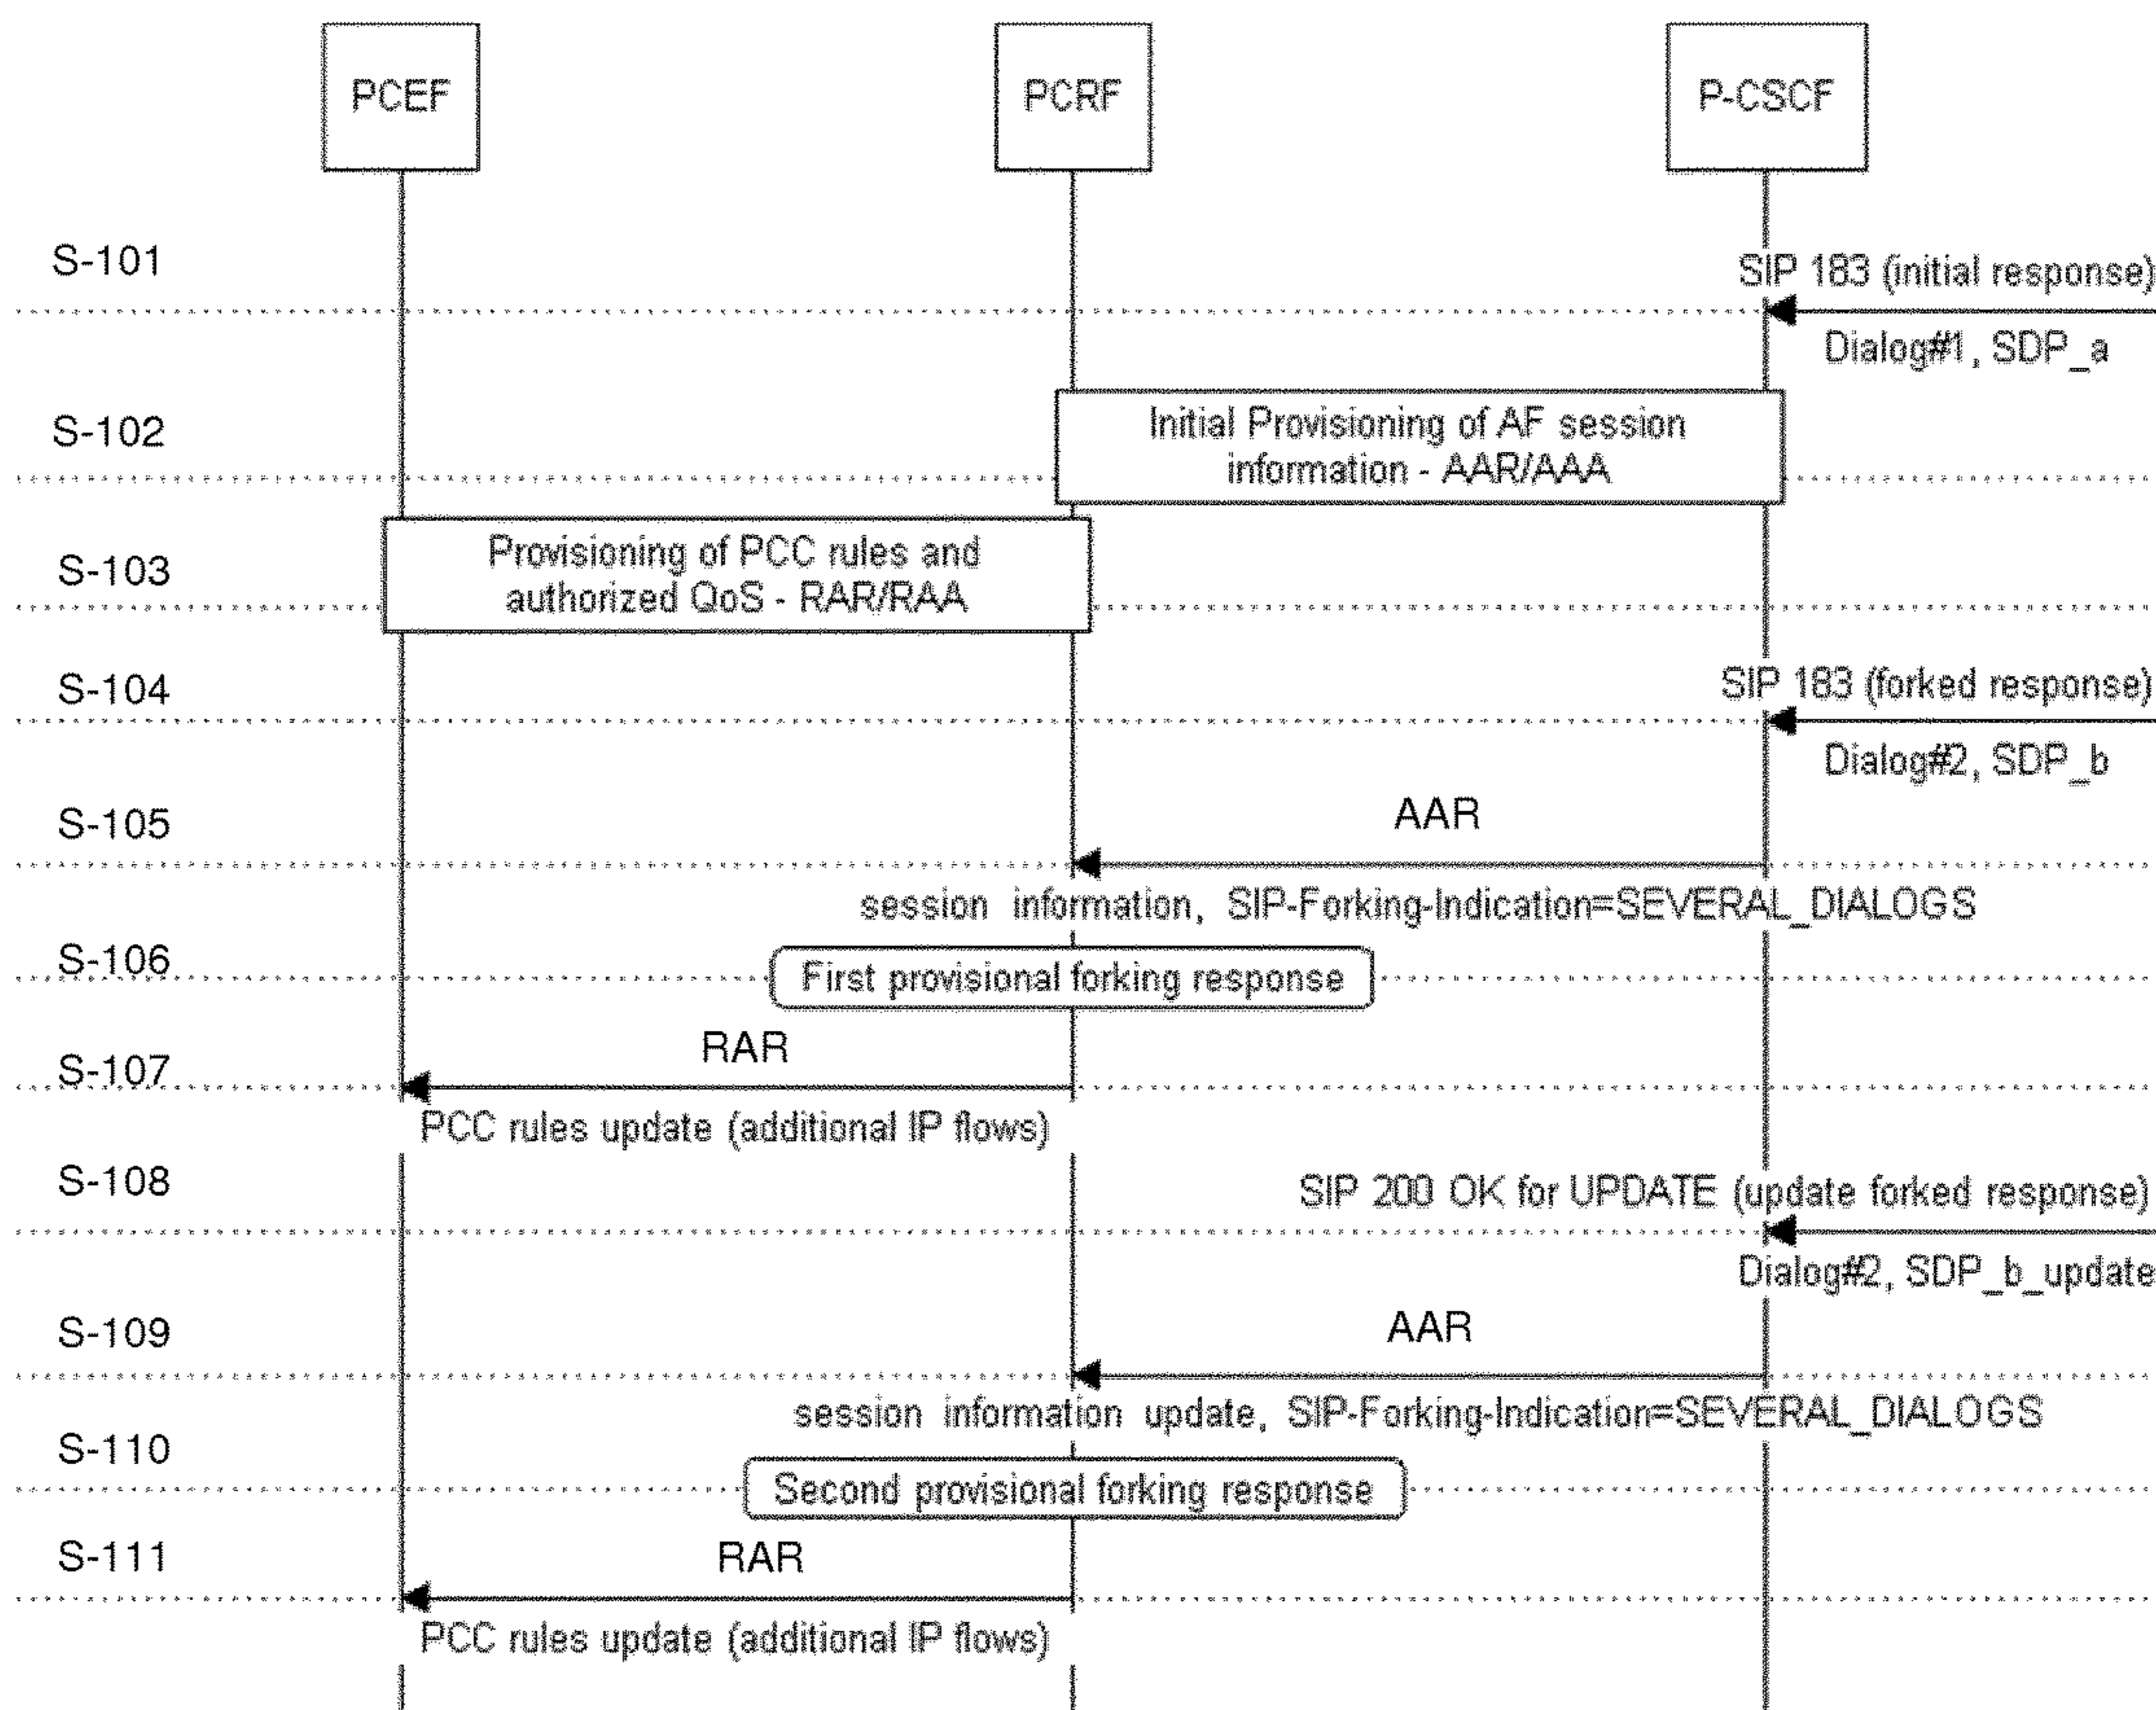 PCEF
PCRF
P-CSCF
S-101
SIP 183 (initial response)
Dialog#1, SDP_a
S-102
Initial Provisioning of AF session
information - AAR/AAA
S-103
Provisioning of PCC rules and
authorized QoS - RAR/RAA
S-104
SIP 183 (forked response)
Dialog#2, SDP_b
S-105
AAR
session information, SIP-Forking-Indication=SEVERAL_DIALOGS
S-106
First provisional forking response
S-107
RAR
PCC rules update (additional IP flows)
S-108
SIP 200 OK for UPDATE (update forked response)
Dialog#2, SDP_b_update
S-109
AAR
session information update, SIP-Forking-Indication=SEVERAL_DIALOGS
S-110
Second provisional forking response
S-111
RAR
PCC rules update (additional IP flows)